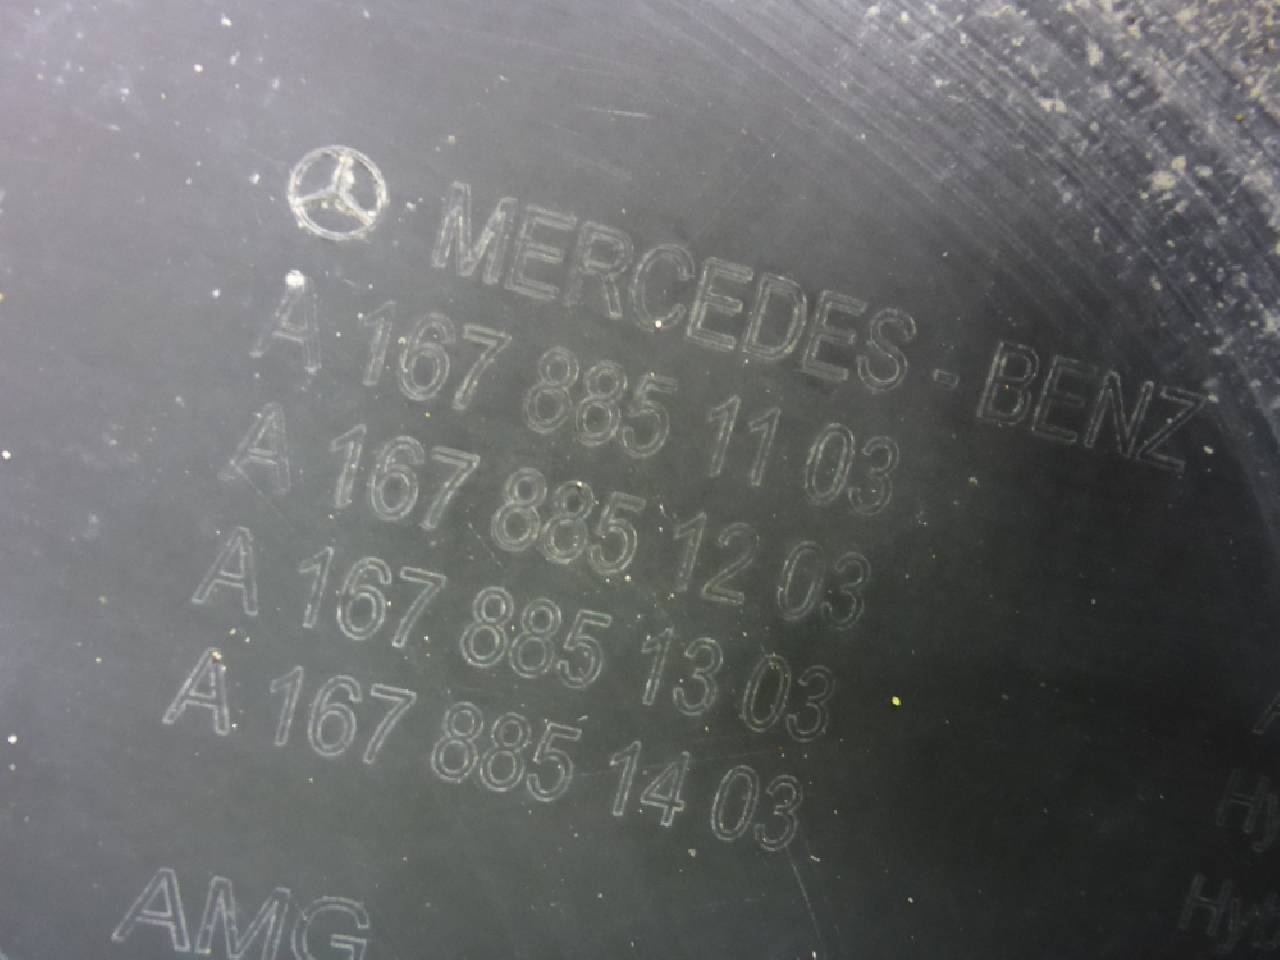 MERCEDES - BENZ
A 167 885 11 03
A 167 885 12 03
A 167 885 13 03
A 167 885 14 03
AMG